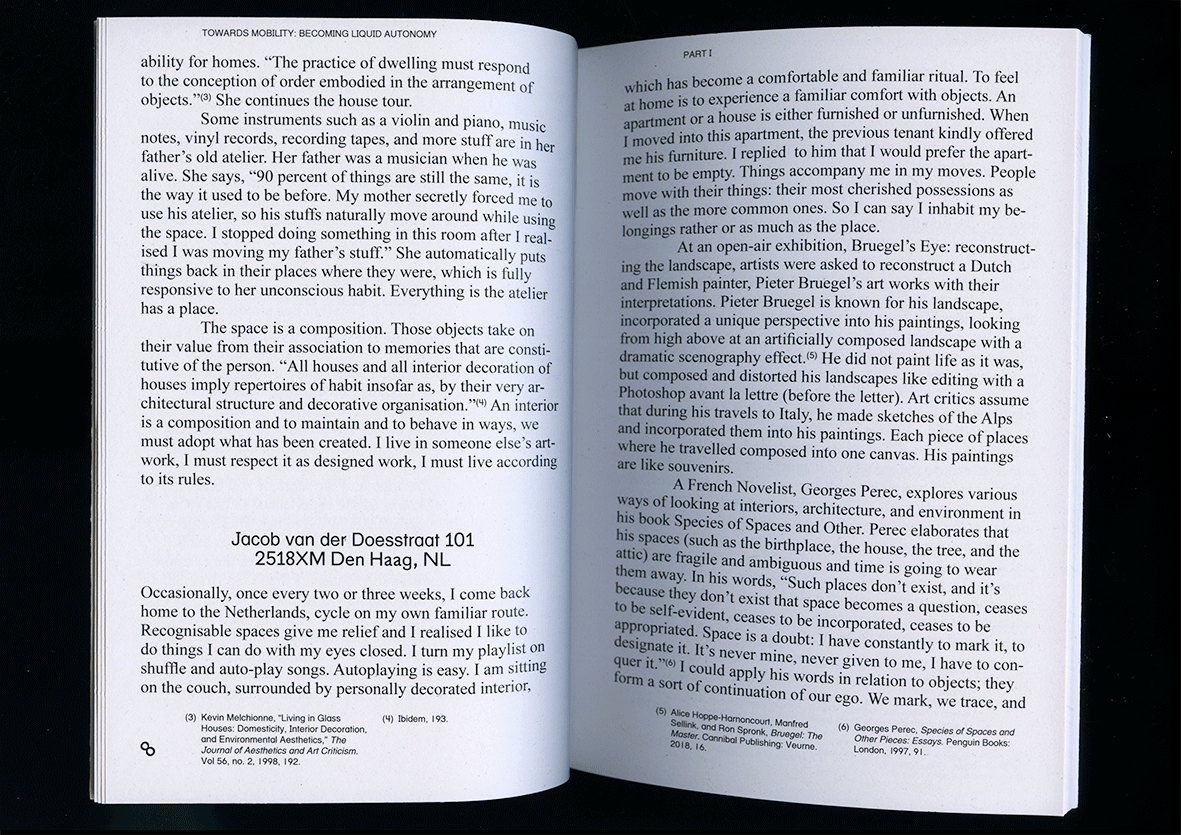 TOWARDS MOBILITY: BECOMING LIQUID AUTONOMY
ability for homes. “The practice of dwelling must respond
to the conception of order embodied in the arrangement of
objects.”(3) She continues the house tour.
Some instruments such as a violin and piano, music
notes, vinyl records, recording tapes, and more stuff are in her
father’s old atelier. Her father was a musician when he was
alive. She says, “90 percent of things are still the same, it is
the way it used to be before. My mother secretly forced me to
use his atelier, so his stuffs naturally move around while using
the space. I stopped doing something in this room after I real-
ised I was moving my father’s stuff.” She automatically puts
things back in their places where they were, which is fully
responsive to her unconscious habit. Everything is the atelier
has a place.
The space is a composition. Those objects take on
their value from their association to memories that are consti-
tutive of the person. “All houses and all interior decoration of
houses imply repertoires of habit insofar as, by their very ar-
chitectural structure and decorative organisation.”(4) An interior
is a composition and to maintain and to behave in ways, we
must adopt what has been created. I live in someone else’s art-
work, I must respect it as designed work, I must live according
to its rules.
Jacob van der Doesstraat 101
2518XM Den Haag, NL
Occasionally, once every two or three weeks, I come back
home to the Netherlands, cycle on my own familiar route.
Recognisable spaces give me relief and I realised I like to
do things I can do with my eyes closed. I turn my playlist on
shuffle and auto-play songs. Autoplaying is easy. I am sitting
on the couch, surrounded by personally decorated interior,
(3) Kevin Melchionne, “Living in Glass
Houses: Domesticity, Interior Decoration,
and Environmental Aesthetics,” The
Journal of Aesthetics and Art Criticism.
Vol 56, no. 2, 1998, 192.
(4) Ibidem, 193.
PART I
which has become a comfortable and familiar ritual. To feel
at home is to experience a familiar comfort with objects. An
apartment or a house is either furnished or unfurnished. When
I moved into this apartment, the previous tenant kindly offered
me his furniture. I replied to him that I would prefer the apart-
ment to be empty. Things accompany me in my moves. People
move with their things: their most cherished possessions as
well as the more common ones. So I can say I inhabit my be-
longings rather or as much as the place.
At an open-air exhibition, Bruegel’s Eye: reconstruct-
ing the landscape, artists were asked to reconstruct a Dutch
and Flemish painter, Pieter Bruegel’s art works with their
interpretations. Pieter Bruegel is known for his landscape,
incorporated a unique perspective into his paintings, looking
from high above at an artificially composed landscape with a
dramatic scenography effect.(5) He did not paint life as it was,
but composed and distorted his landscapes like editing with a
Photoshop avant la lettre (before the letter). Art critics assume
that during his travels to Italy, he made sketches of the Alps
and incorporated them into his paintings. Each piece of places
where he travelled composed into one canvas. His paintings
are like souvenirs.
A French Novelist, Georges Perec, explores various
ways of looking at interiors, architecture, and environment in
his book Species of Spaces and Other. Perec elaborates that
his spaces (such as the birthplace, the house, the tree, and the
attic) are fragile and ambiguous and time is going to wear
them away. In his words, “Such places don’t exist, and it’s
because they don’t exist that space becomes a question, ceases
to be self-evident, ceases to be incorporated, ceases to be
appropriated. Space is a doubt: I have constantly to mark it, to
designate it. It’s never mine, never given to me, I have to con-
quer it.”(6) I could apply his words in relation to objects; they
form a sort of continuation of our ego. We mark, we trace, and
(5) Alice Hoppe-Harnoncourt, Manfred
Sellink, and Ron Spronk, Bruegel: The
Master. Cannibal Publishing: Veurne.
2018, 16.
(6) Georges Perec, Species of Spaces and
Other Pieces: Essays. Penguin Books:
London, 1997, 91.